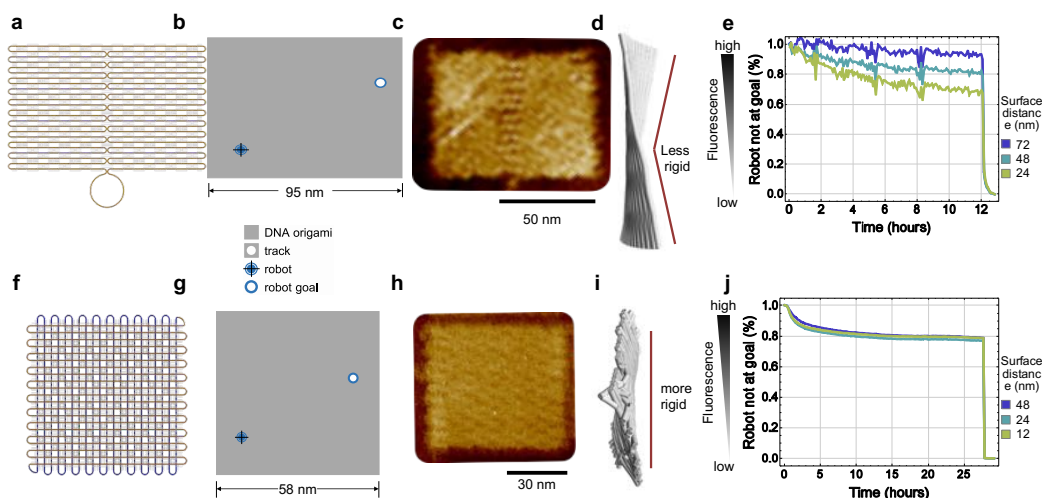 a
b
c
d
e
95 nm
50 nm
Less
rigid
high
Fluorescence
low
Robot not at goal (%)
1.0
0.8
0.6
0.4
0.2
0.0
0
2
4
6
8
10
12
Time (hours)
Surface
distanc
e (nm)
72
48
24
DNA origami
track
robot
robot goal
f
g
h
i
j
58 nm
30 nm
more
rigid
high
Fluorescence
low
Robot not at goal (%)
1.0
0.8
0.6
0.4
0.2
0.0
0
5
10
15
20
25
Time (hours)
Surface
distanc
e (nm)
48
24
12